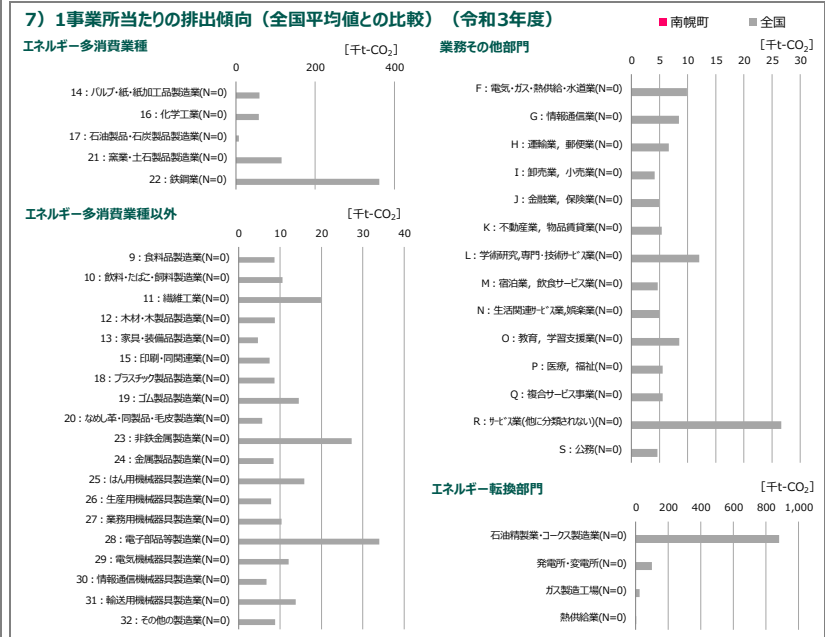 7）1事業所当たりの排出傾向（全国平均値との比較）（令和3年度）
■南幌町 ■全国
エネルギー多消費業種
［千t-CO₂］
0 200 400
14：パルプ・紙・紙加工品製造業(N=0)
16：化学工業(N=0)
17：石油製品・石炭製品製造業(N=0)
21：窯業・土石製品製造業(N=0)
22：鉄鋼業(N=0)
エネルギー多消費業種以外
［千t-CO₂］
0 10 20 30 40
9：食料品製造業(N=0)
10：飲料・たばこ・飼料製造業(N=0)
11：繊維工業(N=0)
12：木材・木製品製造業(N=0)
13：家具・装備品製造業(N=0)
15：印刷・同関連業(N=0)
18：プラスチック製品製造業(N=0)
19：ゴム製品製造業(N=0)
20：なめし革・同製品・毛皮製造業(N=0)
23：非鉄金属製造業(N=0)
24：金属製品製造業(N=0)
25：はん用機械器具製造業(N=0)
26：生産用機械器具製造業(N=0)
27：業務用機械器具製造業(N=0)
28：電子部品等製造業(N=0)
29：電気機械器具製造業(N=0)
30：情報通信機械器具製造業(N=0)
31：輸送用機械器具製造業(N=0)
32：その他の製造業(N=0)
業務その他部門
［千t-CO₂］
0 5 10 15 20 25 30
F：電気・ガス・熱供給・水道業(N=0)
G：情報通信業(N=0)
H：運輸業，郵便業(N=0)
I：卸売業，小売業(N=0)
J：金融業，保険業(N=0)
K：不動産業，物品賃貸業(N=0)
L：学術研究,専門・技術ｻｰﾋﾞｽ業(N=0)
M：宿泊業，飲食サービス業(N=0)
N：生活関連ｻｰﾋﾞｽ業,娯楽業(N=0)
O：教育，学習支援業(N=0)
P：医療，福祉(N=0)
Q：複合サービス事業(N=0)
R：ｻｰﾋﾞｽ業(他に分類されない)(N=0)
S：公務(N=0)
エネルギー転換部門
［千t-CO₂］
0 200 400 600 800 1,000
石油精製業・コークス製造業(N=0)
発電所・変電所(N=0)
ガス製造工場(N=0)
熱供給業(N=0)